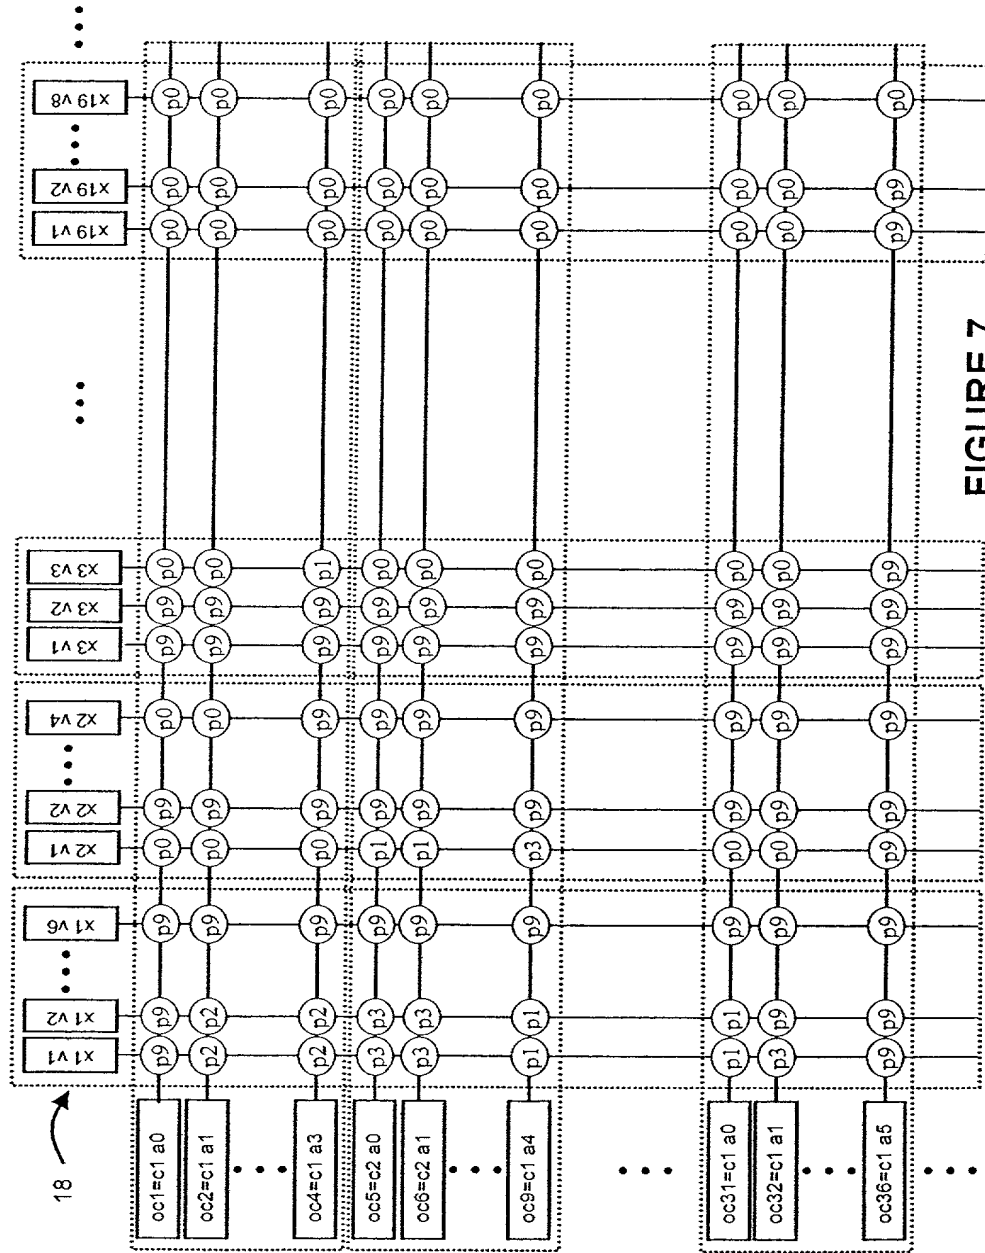 x19 v8 p0 p0 p0 p0 p0 p0 p0 p0 p0
x19 v2 p0 p0 p0 p0 p0 p0 p0 p0 p9
x19 v1 p0 p0 p0 p0 p0 p0 p0 p0 p9
x3 v3 p0 p0 p1 p0 p0 p0 p0 p0 p9
x3 v2 p9 p9 p9 p9 p9 p9 p9 p9 p9
x3 v1 p9 p9 p9 p9 p9 p9 p9 p9 p9
x2 v4 p0 p0 p9 p9 p9 p9 p9 p9 p9
x2 v2 p9 p9 p9 p9 p9 p9 p9 p9 p9
x2 v1 p0 p0 p0 p1 p1 p3 p0 p0 p9
x1 v6 p9 p9 p9 p9 p9 p9 p9 p9 p9
x1 v2 p9 p2 p2 p3 p3 p1 p1 p9 p9
x1 v1 p9 p2 p2 p3 p3 p1 p1 p3 p9
18
oc1=c1 a0
oc2=c1 a1
oc4=c1 a3
oc5=c2 a0
oc6=c2 a1
oc9=c1 a4
oc31=c1 a0
oc32=c1 a1
oc36=c1 a5
FIGURE 7